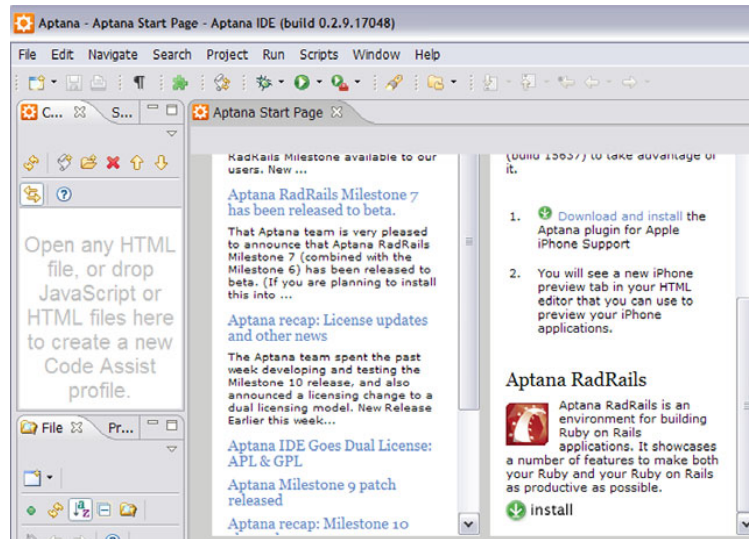 Aptana - Aptana Start Page - Aptana IDE (build 0.2.9.17048)
File Edit Navigate Search Project Run Scripts Window Help
C... S...
Aptana Start Page
Open any HTML
file, or drop
JavaScript or
HTML files here
to create a new
Code Assist
profile.
File Pr...
RadRails Milestone available to our
users. New ...
Aptana RadRails Milestone 7
has been released to beta.
That Aptana team is very pleased
to announce that Aptana RadRails
Milestone 7 (combined with the
Milestone 6) has been released to
beta. (If you are planning to install
this into ...
Aptana recap: License updates
and other news
The Aptana team spent the past
week developing and testing the
Milestone 10 release, and also
announced a licensing change to a
dual licensing model. New Release
Earlier this week...
Aptana IDE Goes Dual License:
APL & GPL
Aptana Milestone 9 patch
released
Aptana recap: Milestone 10
(build 15637) to take advantage of
it.
1. Download and install the
Aptana plugin for Apple
iPhone Support
2. You will see a new iPhone
preview tab in your HTML
editor that you can use to
preview your iPhone
applications.
Aptana RadRails
Aptana RadRails is an
environment for building
Ruby on Rails
applications. It showcases
a number of features to make both
your Ruby and your Ruby on Rails
as productive as possible.
install